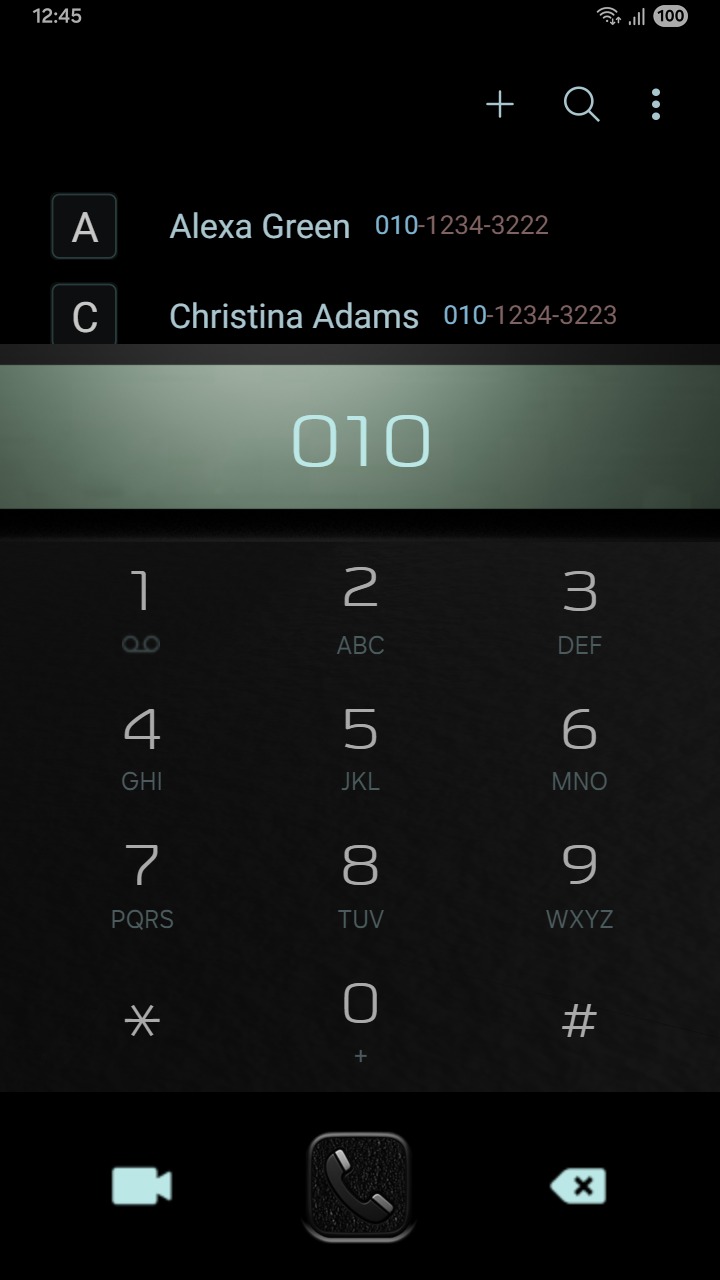 12:45 100
A Alexa Green 010-1234-3222
C Christina Adams 010-1234-3223
010
1 2 3
ABC DEF
4 5 6
GHI JKL MNO
7 8 9
PQRS TUV WXYZ
* 0 #
+